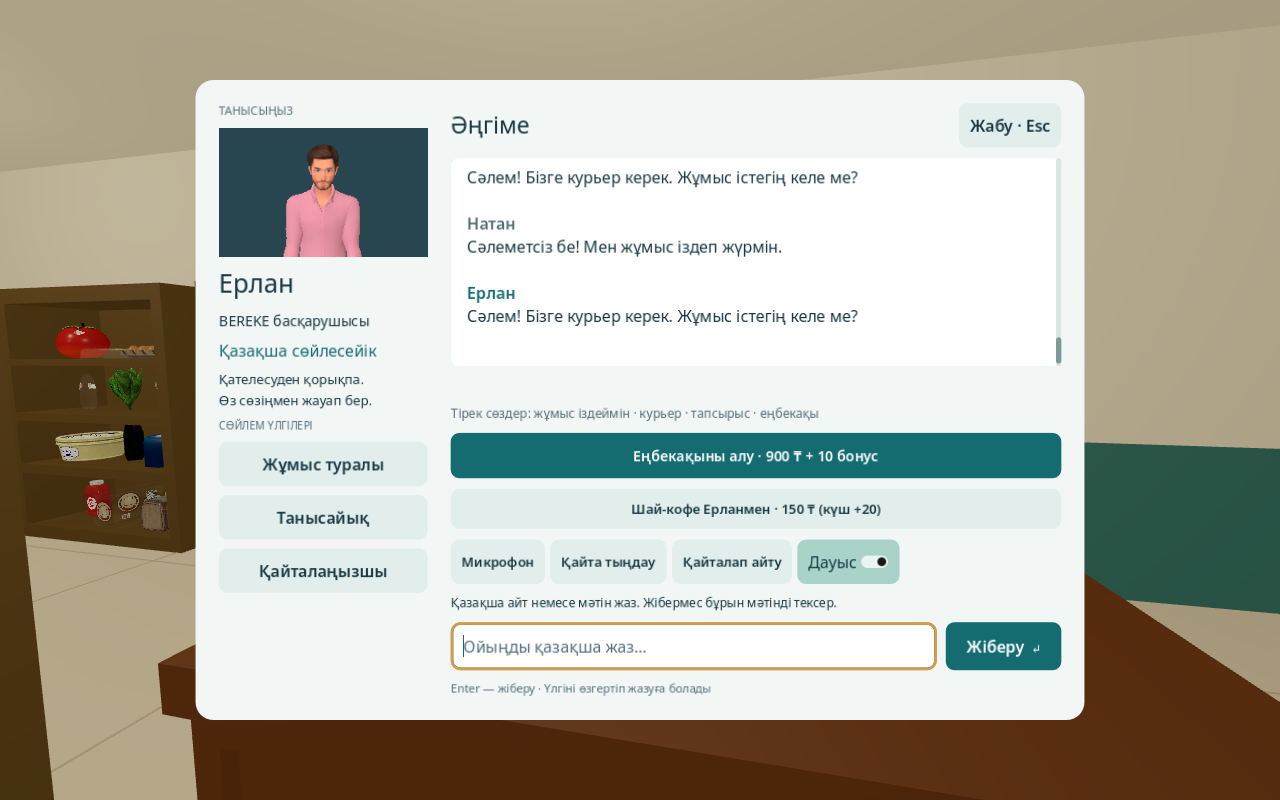 ТАНЫСЫҢЫЗ
Ерлан
BEREKE басқарушысы
Қазақша сөйлесейік
Қателесуден қорықпа.
Өз сөзіңмен жауап бер.
СӨЙЛЕМ ҮЛГІЛЕРІ
Жұмыс туралы
Танысайық
Қайталаңызшы
Әңгіме
Жабу · Esc
Сәлем! Бізге курьер керек. Жұмыс істегің келе ме?
Натан
Сәлеметсіз бе! Мен жұмыс іздеп жүрмін.
Ерлан
Сәлем! Бізге курьер керек. Жұмыс істегің келе ме?
Тірек сөздер: жұмыс іздеймін · курьер · тапсырыс · еңбекақы
Еңбекақыны алу · 900 ₸ + 10 бонус
Шай-кофе Ерланмен · 150 ₸ (күш +20)
Микрофон
Қайта тыңдау
Қайталап айту
Дауыс
Қазақша айт немесе мәтін жаз. Жібермес бұрын мәтінді тексер.
Ойыңды қазақша жаз...
Жіберу ↲
Enter — жіберу · Үлгіні өзгертіп жазуға болады